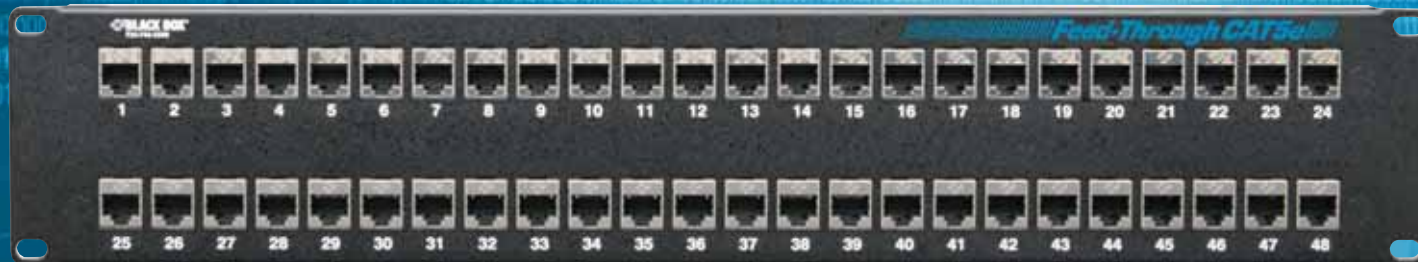 BLACK BOX
Feed-Through CAT5e
1 2 3 4 5 6 7 8 9 10 11 12 13 14 15 16 17 18 19 20 21 22 23 24
25 26 27 28 29 30 31 32 33 34 35 36 37 38 39 40 41 42 43 44 45 46 47 48